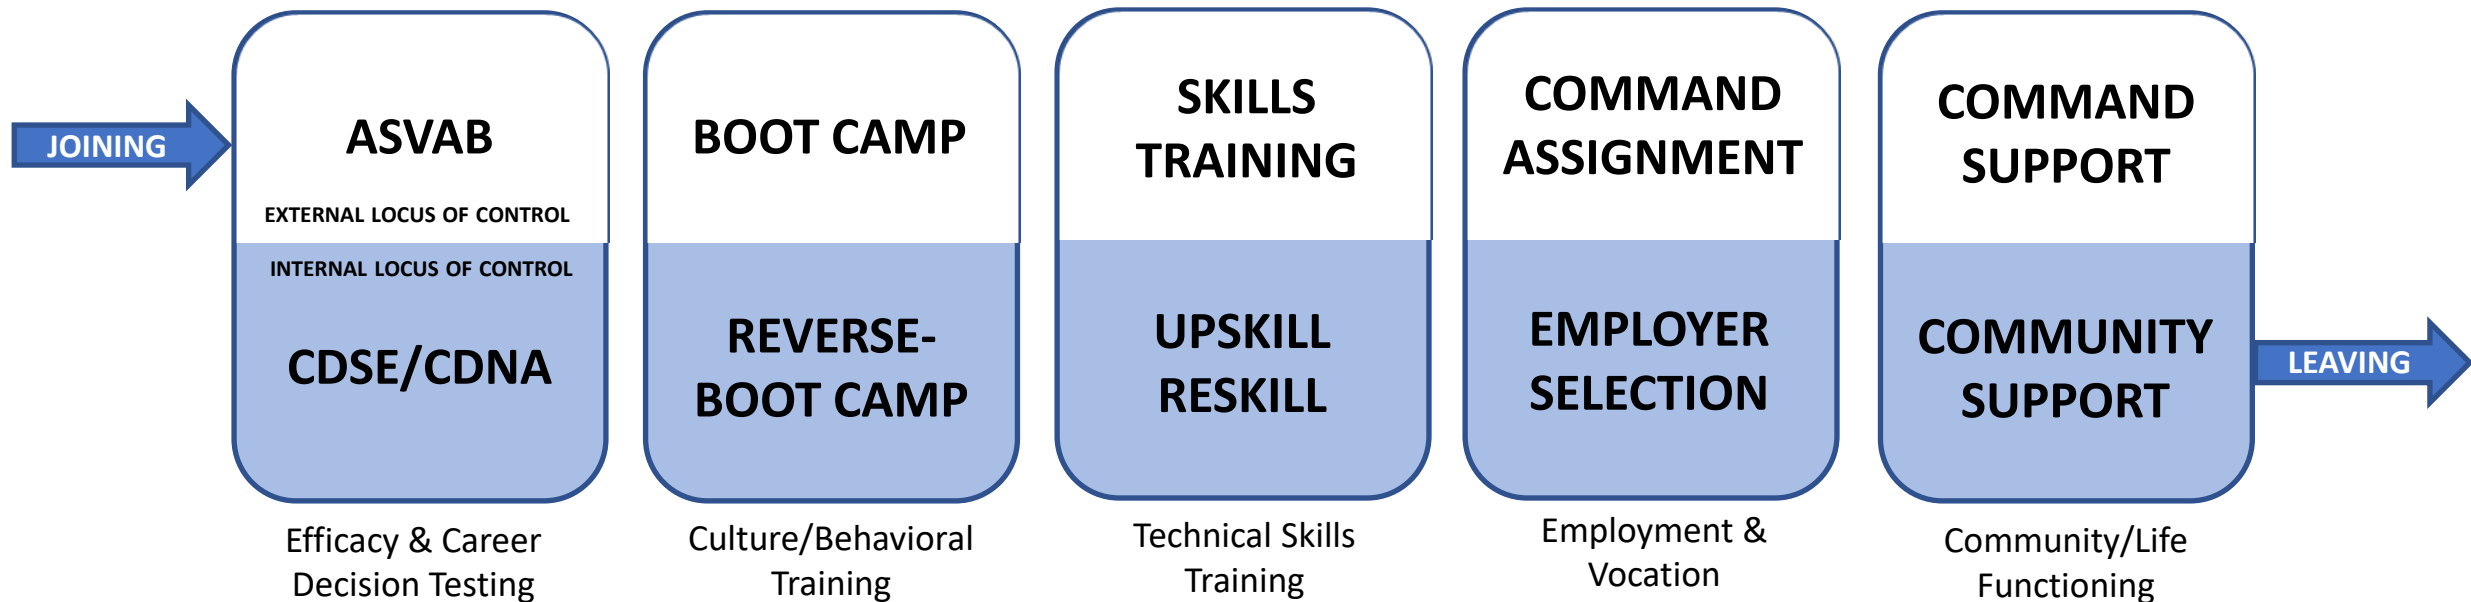 JOINING
ASVAB
EXTERNAL LOCUS OF CONTROL
INTERNAL LOCUS OF CONTROL
CDSE/CDNA
Efficacy & Career
Decision Testing
BOOT CAMP
REVERSE-
BOOT CAMP
Culture/Behavioral
Training
SKILLS
TRAINING
UPSKILL
RESKILL
Technical Skills
Training
COMMAND
ASSIGNMENT
EMPLOYER
SELECTION
Employment &
Vocation
COMMAND
SUPPORT
COMMUNITY
SUPPORT
Community/Life
Functioning
LEAVING